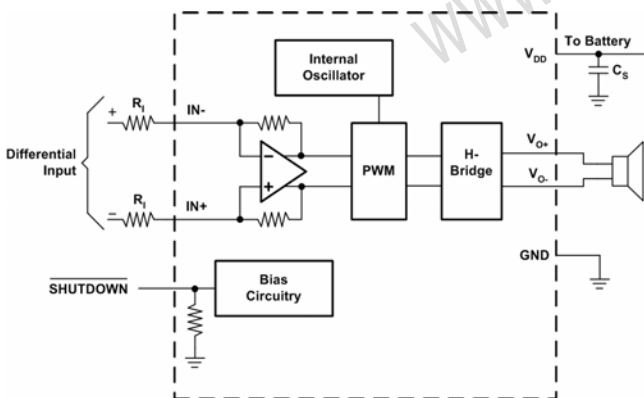 WWW.
To Battery
Internal
Oscillator
VDD
CS
+
RI
IN-
Differential
Input
−
+
PWM
H-
Bridge
VO+
VO-
−
RI
IN+
GND
SHUTDOWN
Bias
Circuitry